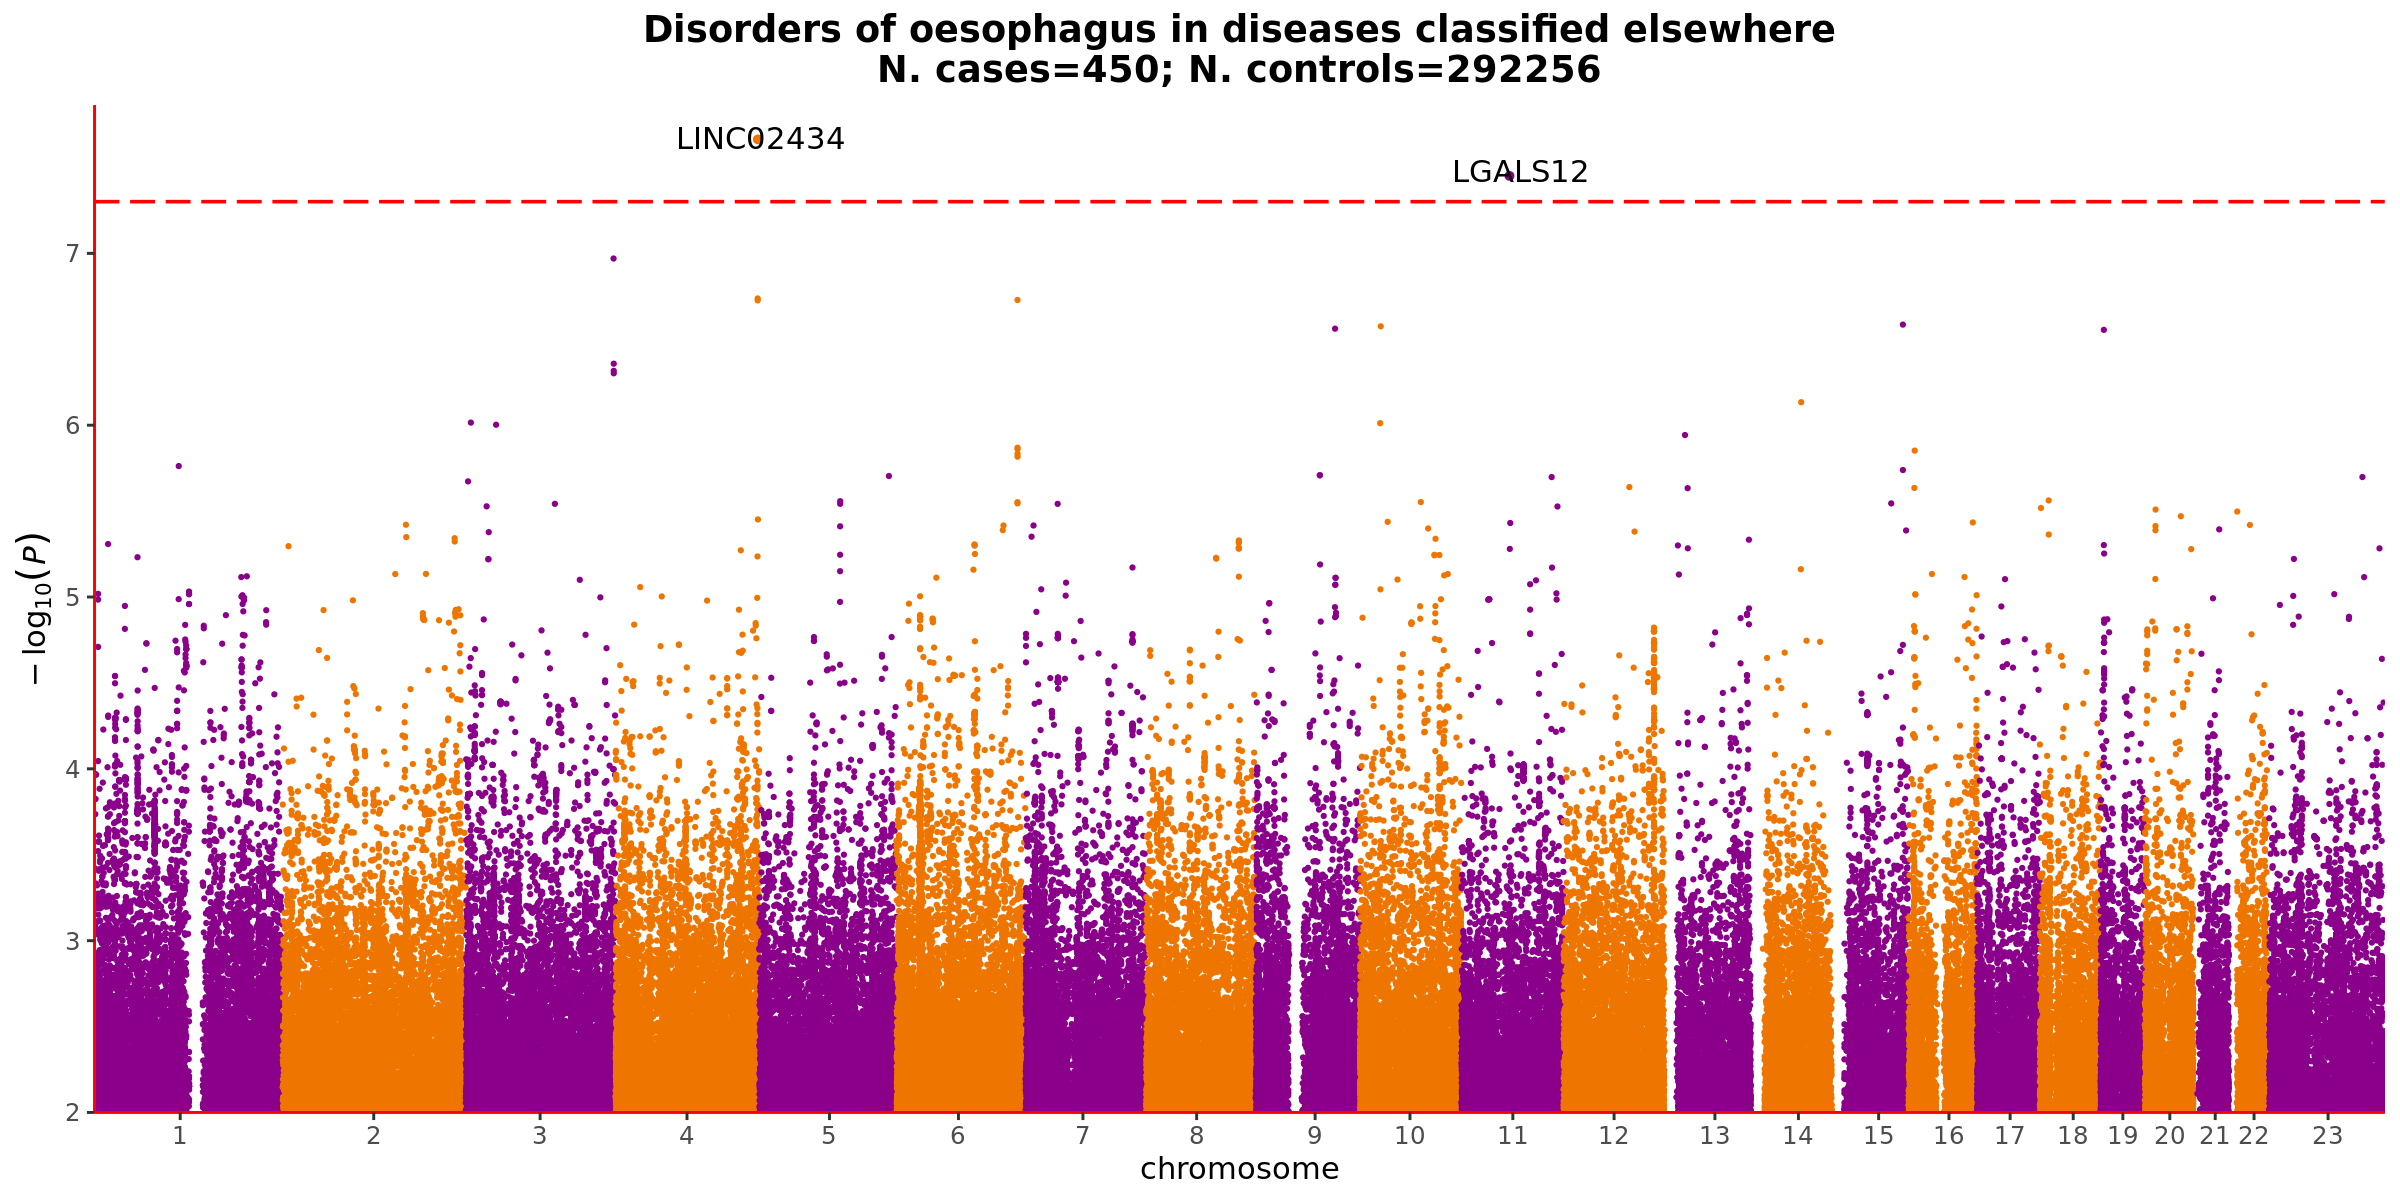 Disorders of oesophagus in diseases classified elsewhere
N. cases=450; N. controls=292256
LINC02434
LGALS12
7
6
5
4
3
2
−log10(P)
1 2 3 4 5 6 7 8 9 10 11 12 13 14 15 16 17 18 19 20 21 22 23
chromosome